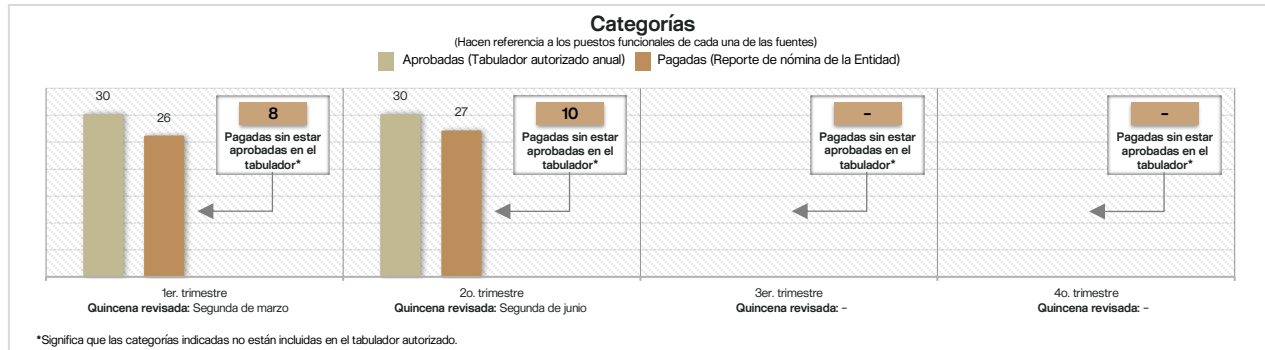 Categorías
(Hacen referencia a los puestos funcionales de cada una de las fuentes)
Aprobadas (Tabulador autorizado anual) Pagadas (Reporte de nómina de la Entidad)
30
26
8
Pagadas sin estar
aprobadas en el
tabulador*
30
27
10
Pagadas sin estar
aprobadas en el
tabulador*
–
Pagadas sin estar
aprobadas en el
tabulador*
–
Pagadas sin estar
aprobadas en el
tabulador*
1er. trimestre
Quincena revisada: Segunda de marzo
2o. trimestre
Quincena revisada: Segunda de junio
3er. trimestre
Quincena revisada: –
4o. trimestre
Quincena revisada: –
*Significa que las categorías indicadas no están incluidas en el tabulador autorizado.